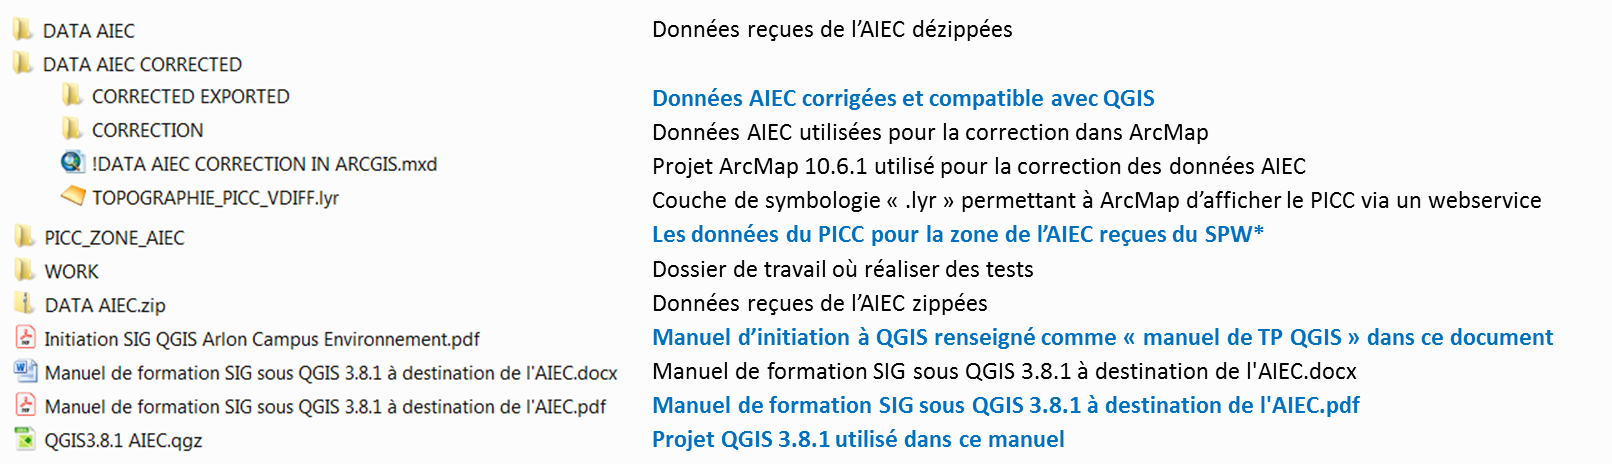 DATA AIEC Données reçues de l’AIEC dézippées
DATA AIEC CORRECTED
CORRECTED EXPORTED Données AIEC corrigées et compatible avec QGIS
CORRECTION Données AIEC utilisées pour la correction dans ArcMap
!DATA AIEC CORRECTION IN ARCGIS.mxd Projet ArcMap 10.6.1 utilisé pour la correction des données AIEC
TOPOGRAPHIE_PICC_VDIFF.lyr Couche de symbologie « .lyr » permettant à ArcMap d’afficher le PICC via un webservice
PICC_ZONE_AIEC Les données du PICC pour la zone de l’AIEC reçues du SPW*
WORK Dossier de travail où réaliser des tests
DATA AIEC.zip Données reçues de l’AIEC zippées
Initiation SIG QGIS Arlon Campus Environnement.pdf Manuel d’initiation à QGIS renseigné comme « manuel de TP QGIS » dans ce document
Manuel de formation SIG sous QGIS 3.8.1 à destination de l'AIEC.docx Manuel de formation SIG sous QGIS 3.8.1 à destination de l'AIEC.docx
Manuel de formation SIG sous QGIS 3.8.1 à destination de l'AIEC.pdf Manuel de formation SIG sous QGIS 3.8.1 à destination de l'AIEC.pdf
QGIS3.8.1 AIEC.qgz Projet QGIS 3.8.1 utilisé dans ce manuel